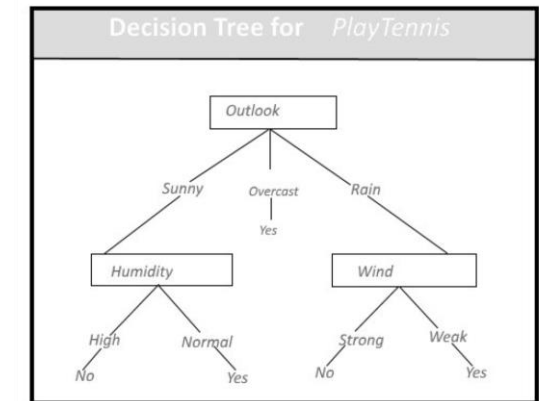 Decision Tree for PlayTennis
Outlook
Sunny Overcast Rain
Yes
Humidity Wind
High Normal Strong Weak
No Yes No Yes